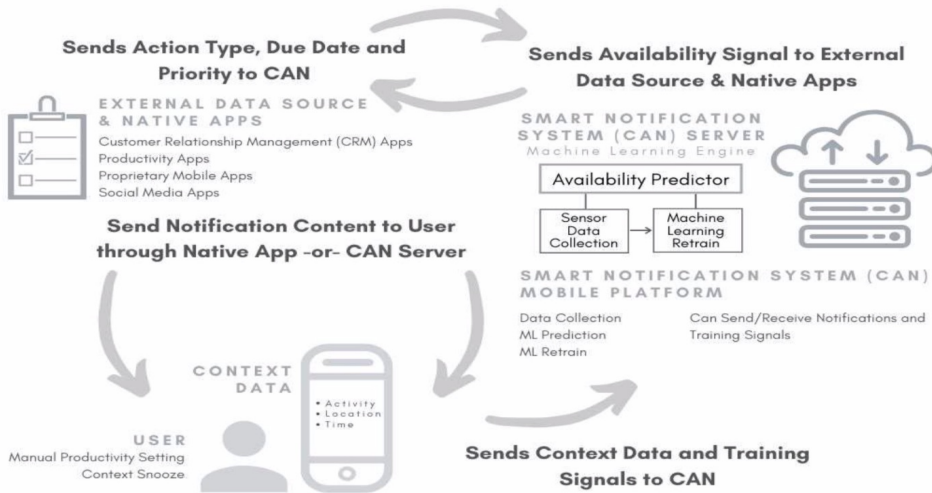 Sends Action Type, Due Date and
Priority to CAN
EXTERNAL DATA SOURCE
& NATIVE APPS
Customer Relationship Management (CRM) Apps
Productivity Apps
Proprietary Mobile Apps
Social Media Apps
Sends Availability Signal to External
Data Source & Native Apps
SMART NOTIFICATION
SYSTEM (CAN) SERVER
Machine Learning Engine
Availability Predictor
Sensor
Data
Collection
Machine
Learning
Retrain
Send Notification Content to User
through Native App -or- CAN Server
SMART NOTIFICATION SYSTEM (CAN)
MOBILE PLATFORM
Data Collection
ML Prediction
ML Retrain
Can Send/Receive Notifications and
Training Signals
CONTEXT
DATA
• Activity
• Location
• Time
USER
Manual Productivity Setting
Context Snooze
Sends Context Data and Training
Signals to CAN